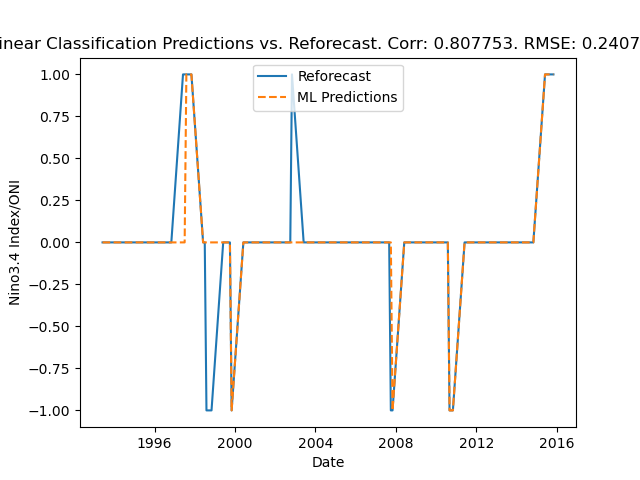 inear Classification Predictions vs. Reforecast. Corr: 0.807753. RMSE: 0.2407
1.00
0.75
0.50
0.25
0.00
−0.25
−0.50
−0.75
−1.00
Nino3.4 Index/ONI
Reforecast
ML Predictions
1996 2000 2004 2008 2012 2016
Date